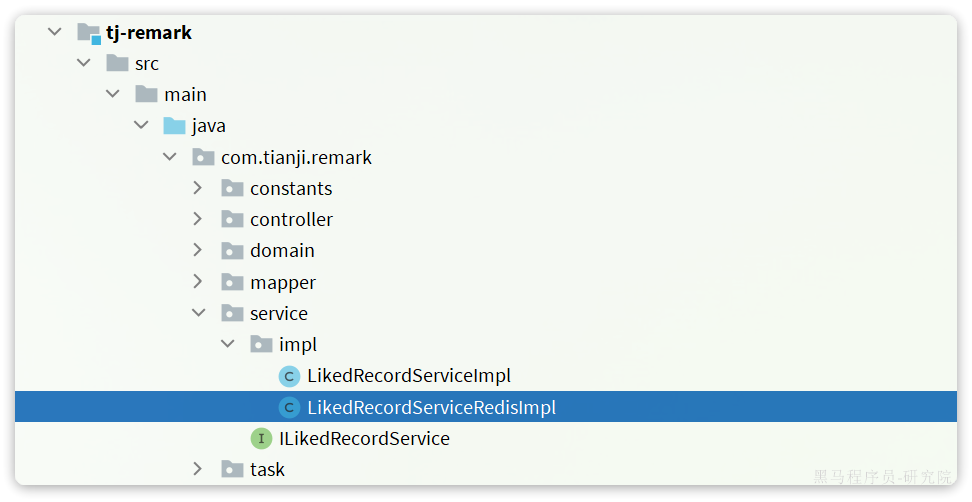 tj-remark
src
main
java
com.tianji.remark
constants
controller
domain
mapper
service
impl
C LikedRecordServiceImpl
C LikedRecordServiceRedisImpl
I ILikedRecordService
task
黑马程序员-研究院